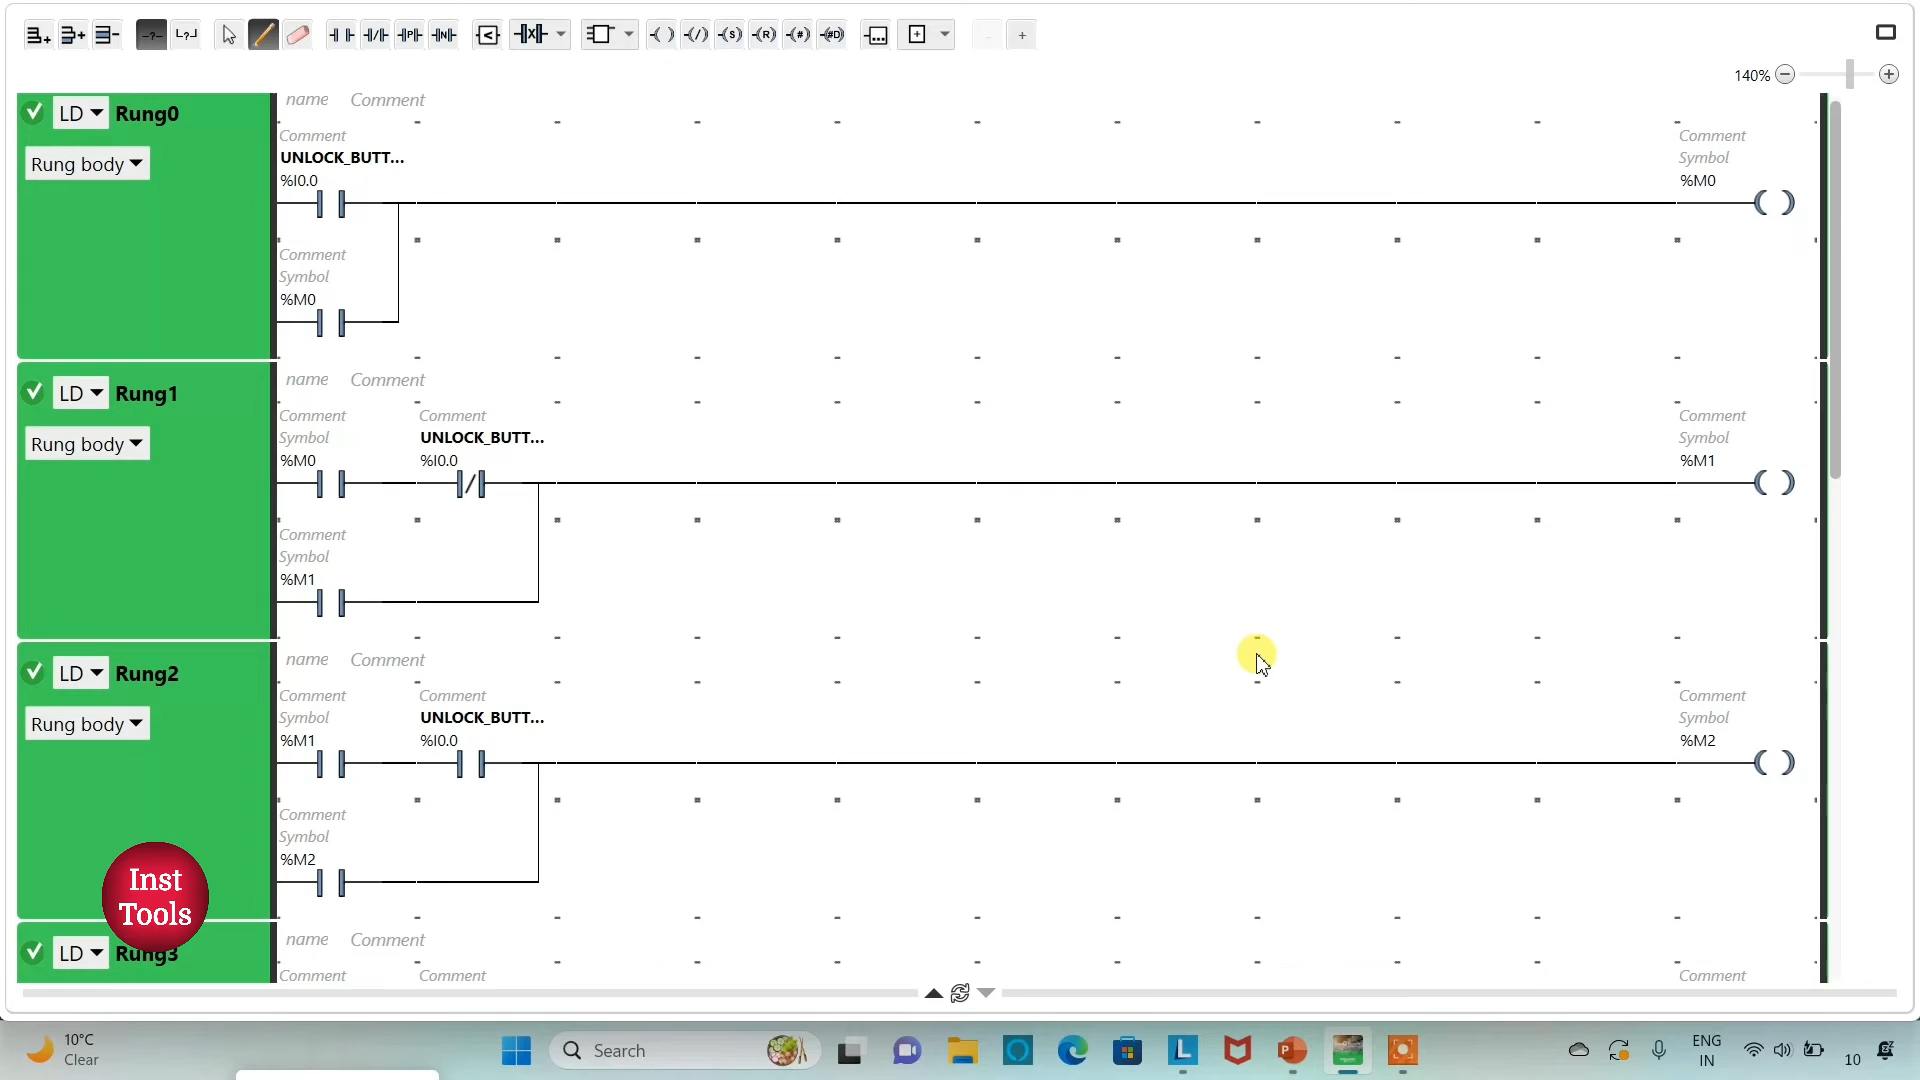 140%
LD Rung0
name Comment
Comment
UNLOCK_BUTT...
%I0.0
Comment
Symbol
%M0
Rung body
Comment
Symbol
%M0
LD Rung1
name Comment
Comment
Symbol
%M0
Comment
UNLOCK_BUTT...
%I0.0
Comment
Symbol
%M1
Rung body
Comment
Symbol
%M1
LD Rung2
name Comment
Comment
Symbol
%M1
Comment
UNLOCK_BUTT...
%I0.0
Comment
Symbol
%M2
Rung body
Comment
Symbol
%M2
Inst
Tools
LD Rung3
name Comment
Comment Comment Comment
10°C
Clear
Search
ENG
IN
10